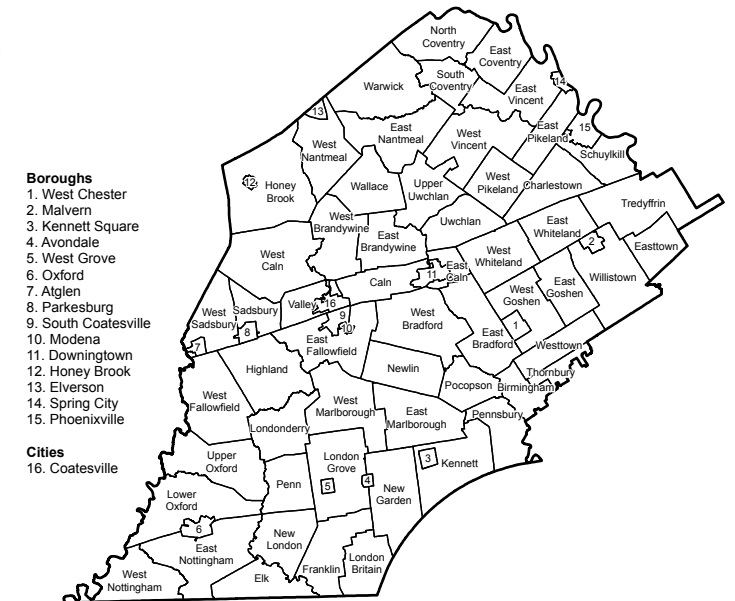 Boroughs
1. West Chester
2. Malvern
3. Kennett Square
4. Avondale
5. West Grove
6. Oxford
7. Atglen
8. Parkesburg
9. South Coatesville
10. Modena
11. Downingtown
12. Honey Brook
13. Elverson
14. Spring City
15. Phoenixville
Cities
16. Coatesville
North
Coventry
East
Coventry
South
Coventry
Warwick
14
East
Vincent
13
East
Nantmeal
West
Vincent
East
Pikeland
15
Schuylkill
West
Nantmeal
12
Honey
Brook
Wallace
Upper
Uwchlan
West
Pikeland
Charlestown
Tredyffrin
West
Brandywine
East
Brandywine
Uwchlan
East
Whiteland
2
Easttown
West
Caln
Caln
11
East
Caln
West
Whiteland
Willistown
West
Sadsbury
Sadsbury
Valley
16
9
10
8
7
West
Bradford
West
Goshen
East
Goshen
1
East
Bradford
Westtown
East
Fallowfield
Highland
Newlin
Pocopson
Birmingham
Thornbury
West
Fallowfield
West
Marlborough
East
Marlborough
Pennsbury
Londonderry
Upper
Oxford
Penn
London
Grove
5
4
New
Garden
3
Kennett
Lower
Oxford
6
East
Nottingham
New
London
Franklin
London
Britain
West
Nottingham
Elk